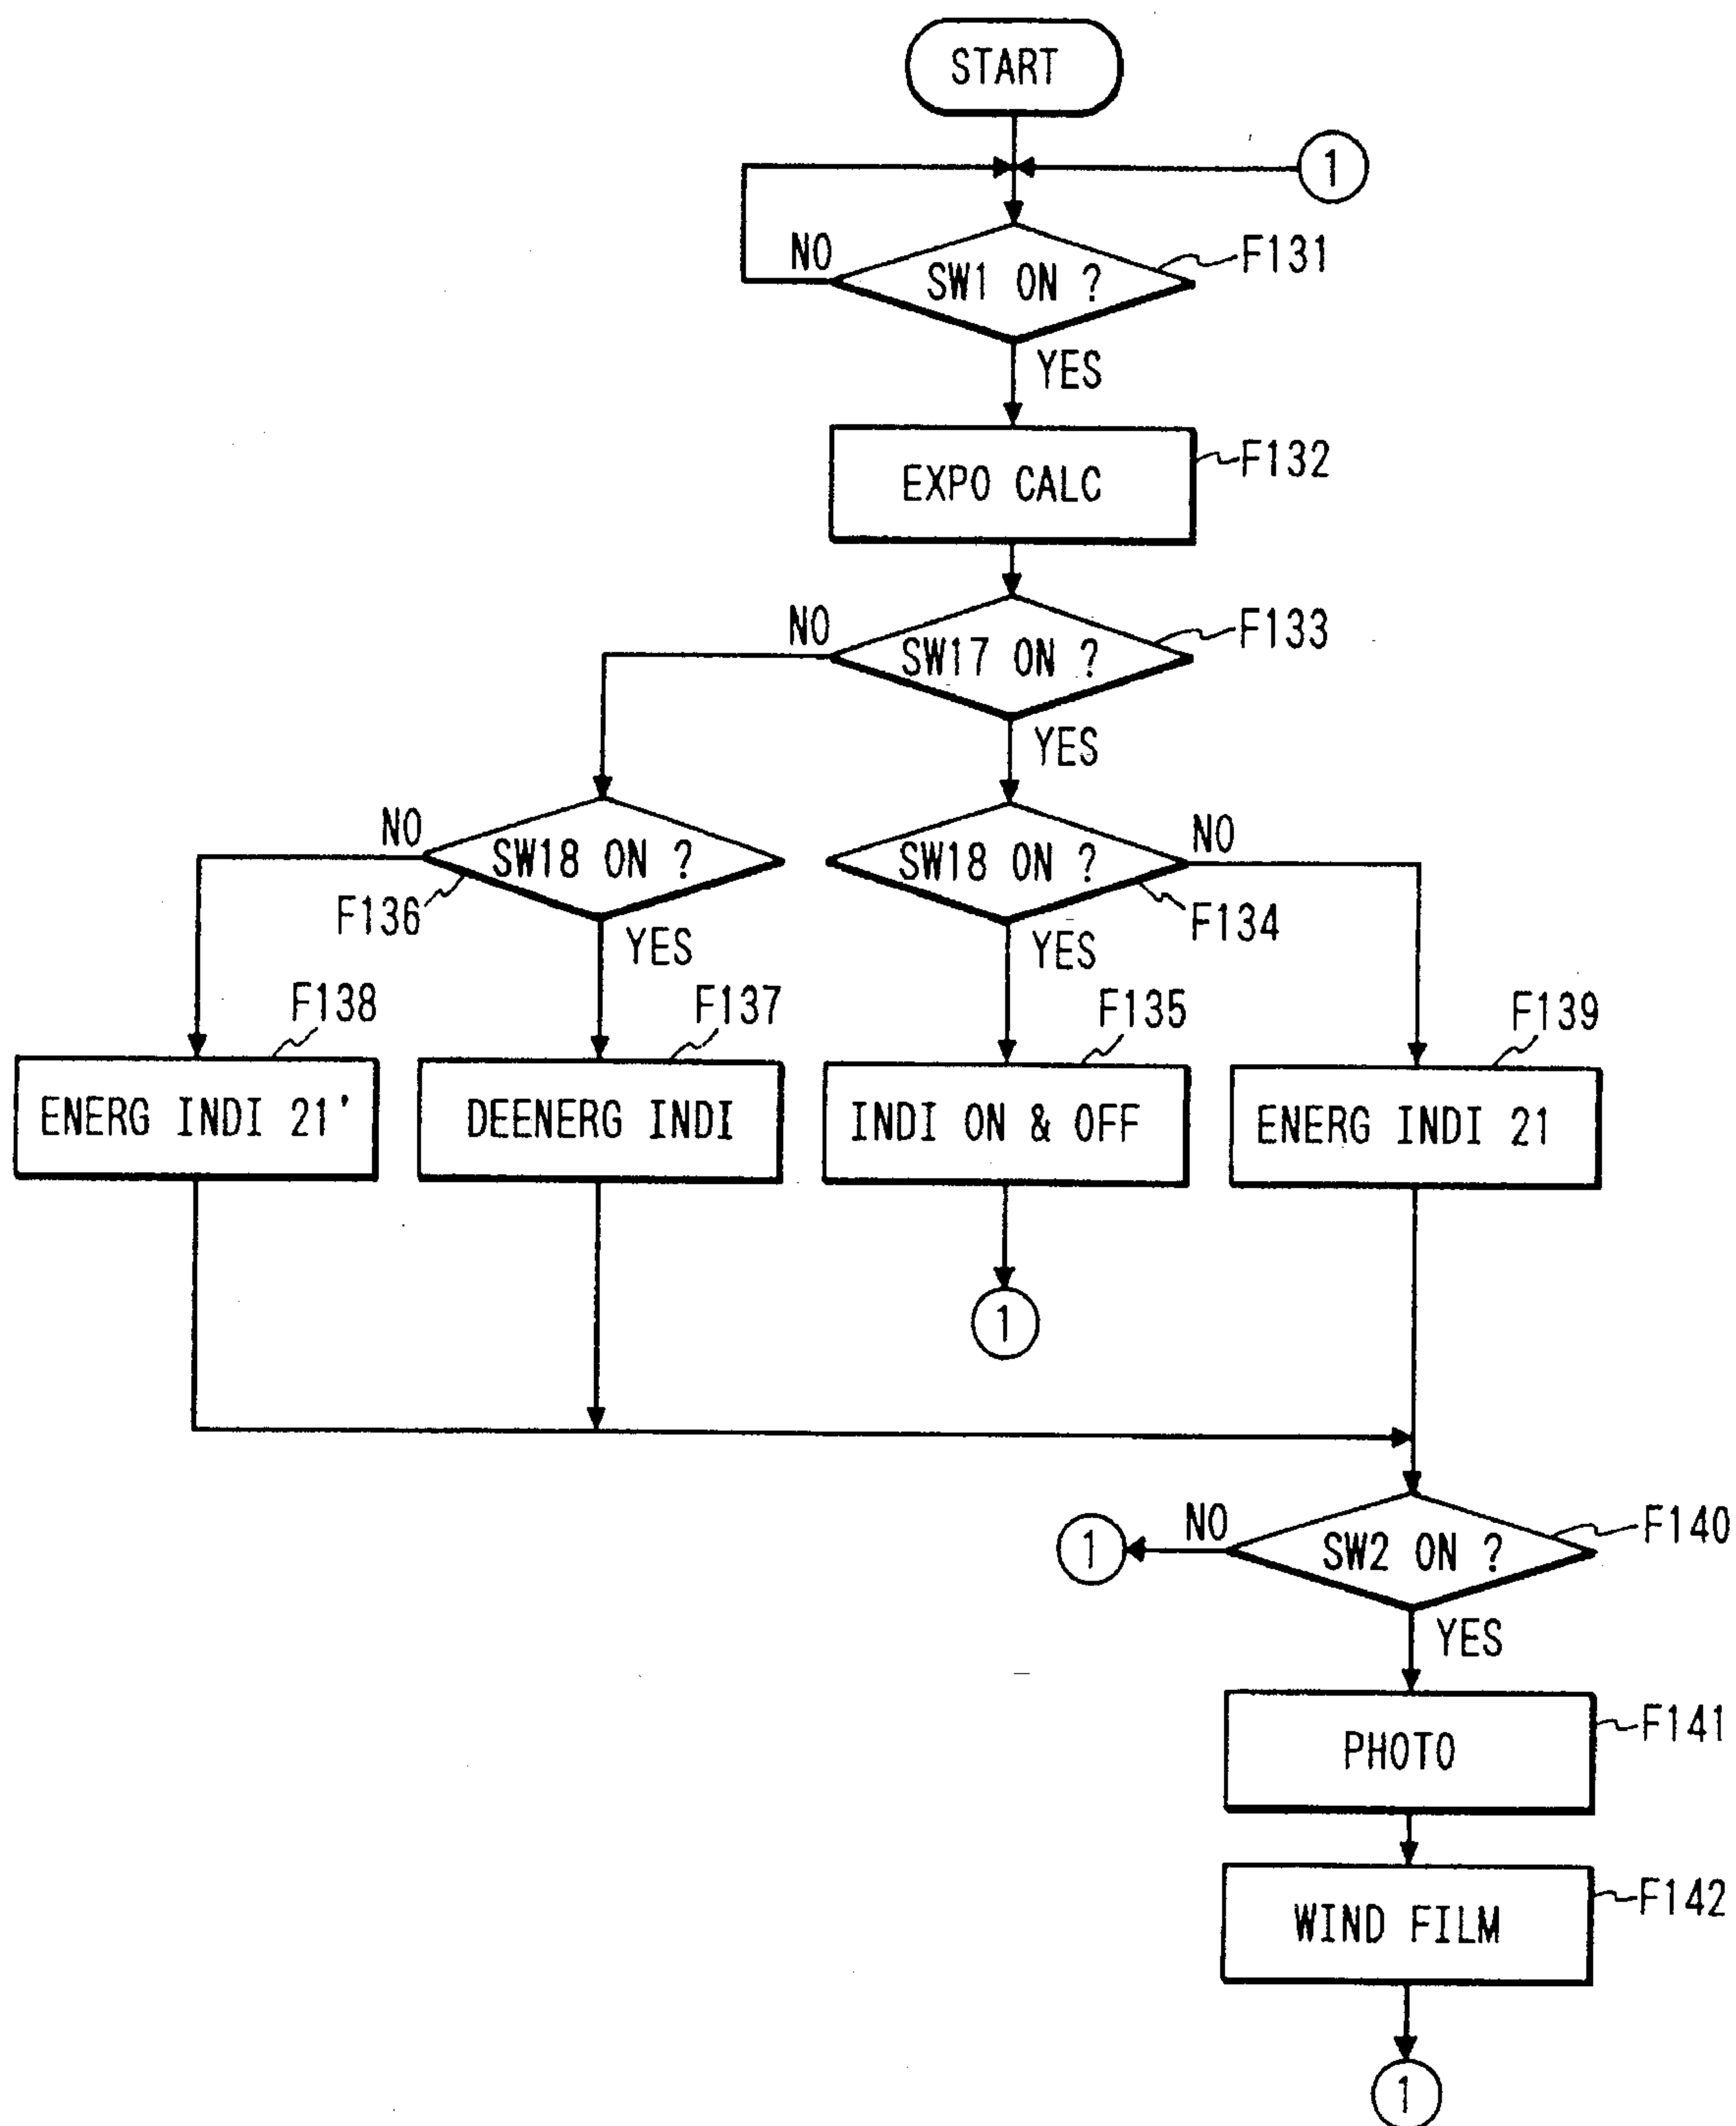 START
1
NO
SW1 ON ?
F131
YES
EXPO CALC
F132
NO
SW17 ON ?
F133
YES
NO
SW18 ON ?
F136
YES
SW18 ON ?
NO
F134
YES
F138
ENERG INDI 21'
F137
DEENERG INDI
F135
INDI ON & OFF
F139
ENERG INDI 21
1
1
NO
SW2 ON ?
F140
YES
PHOTO
F141
WIND FILM
F142
1